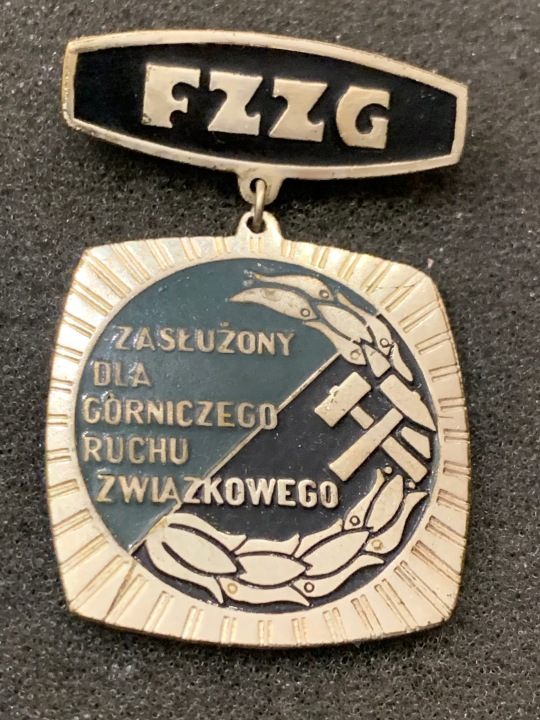 FZZG
ZASŁUŻONY
DLA
GÓRNICZEGO
RUCHU
ZWIĄZKOWEGO